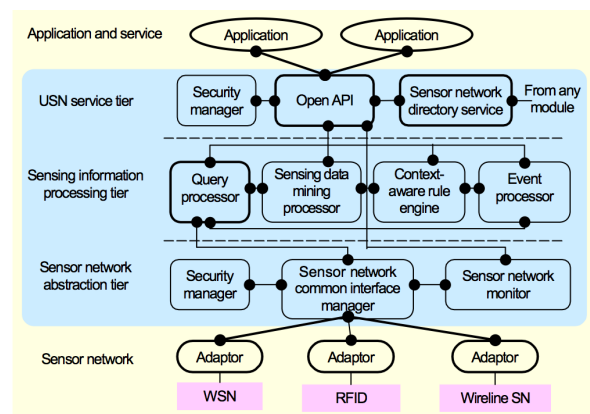 Application and service
Application
Application
USN service tier
Security
manager
Open API
Sensor network
directory service
From any
module
Sensing information
processing tier
Query
processor
Sensing data
mining
processor
Context-
aware rule
engine
Event
processor
Sensor network
abstraction tier
Security
manager
Sensor network
common interface
manager
Sensor network
monitor
Sensor network
Adaptor
Adaptor
Adaptor
WSN
RFID
Wireline SN